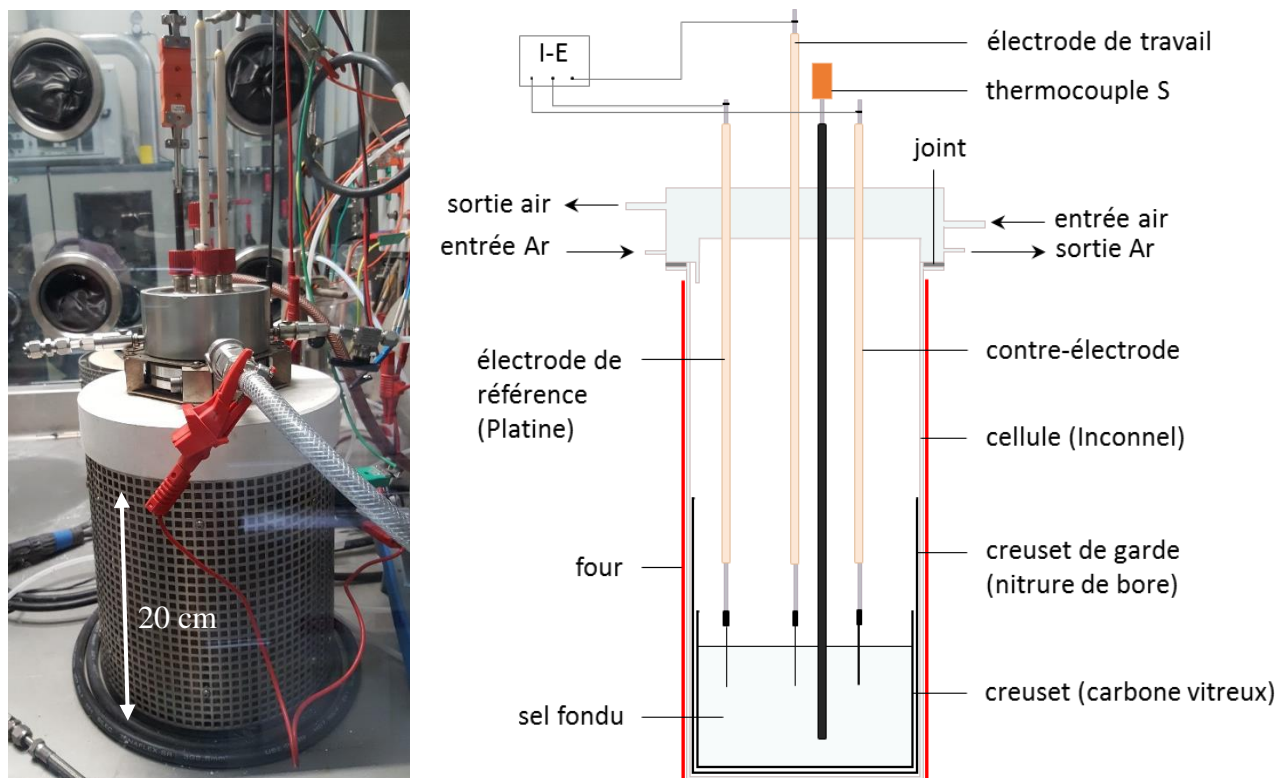 I-E
électrode de travail
thermocouple S
joint
sortie air
entrée air
entrée Ar
sortie Ar
électrode de
référence
(Platine)
contre-électrode
cellule (Inconnel)
four
creuset de garde
(nitrure de bore)
20 cm
sel fondu
creuset (carbone vitreux)